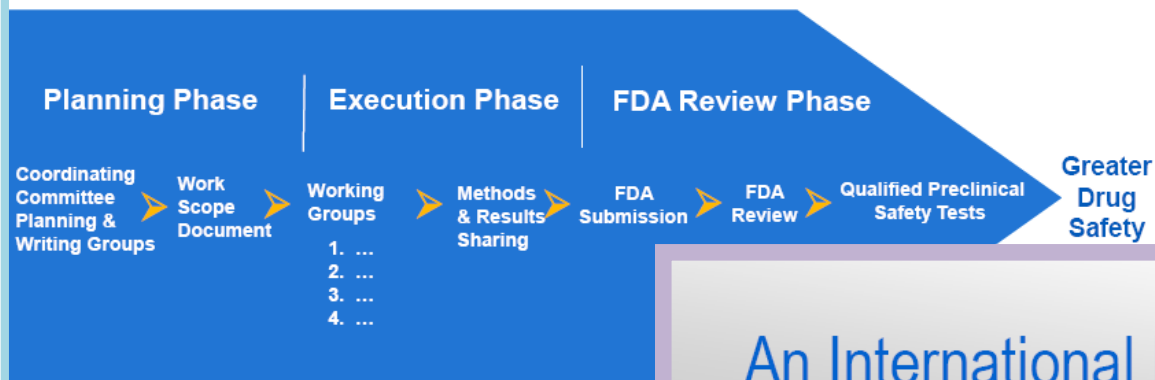 Planning Phase
Execution Phase
FDA Review Phase
Coordinating
Committee
Planning &
Writing Groups
Work
Scope
Document
Working
Groups
1. ...
2. ...
3. ...
4. ...
Methods
& Results
Sharing
FDA
Submission
FDA
Review
Qualified Preclinical
Safety Tests
Greater
Drug
Safety
An International